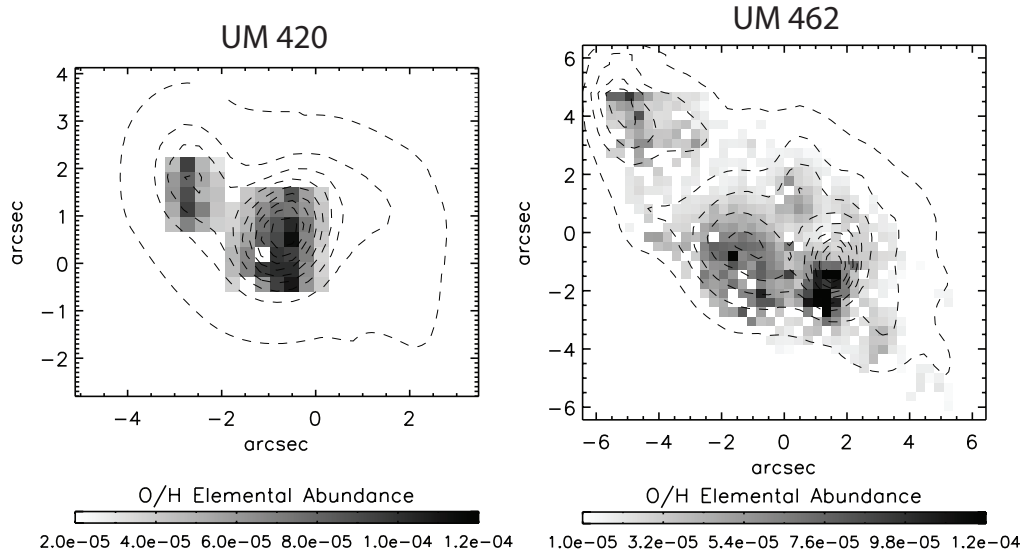 UM 420
4
3
2
1
0
−1
−2
arcsec
−4
−2
0
2
arcsec
O/H Elemental Abundance
2.0e−05 4.0e−05 6.0e−05 8.0e−05 1.0e−04 1.2e−04
UM 462
6
4
2
0
−2
−4
−6
arcsec
−6
−4
−2
0
2
4
6
arcsec
O/H Elemental Abundance
1.0e−05 3.2e−05 5.4e−05 7.6e−05 9.8e−05 1.2e−04